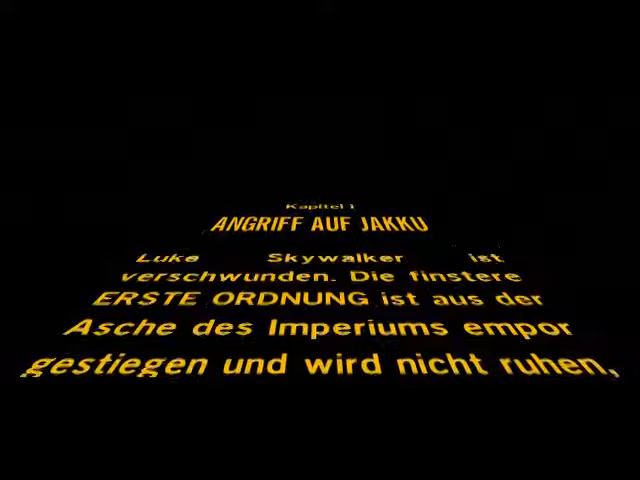 Kapitel I
ANGRIFF AUF JAKKU
Luke Skywalker ist
verschwunden. Die finstere
ERSTE ORDNUNG ist aus der
Asche des Imperiums empor
gestiegen und wird nicht ruhen,